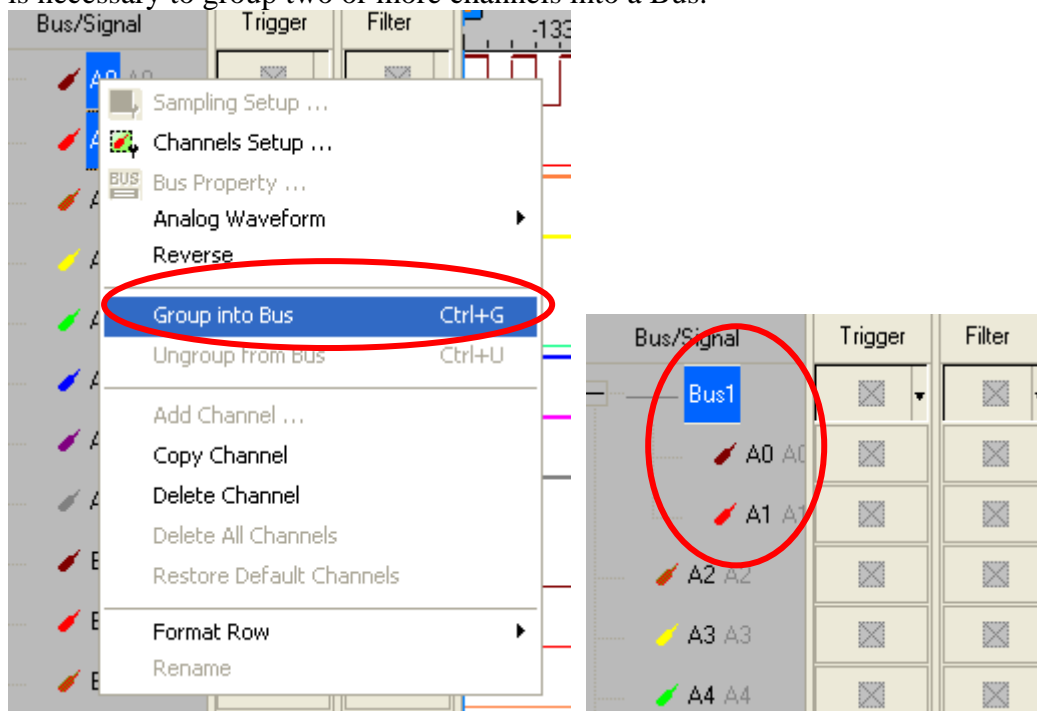 is necessary to group two or more channels into a Bus.
Bus/Signal Trigger Filter -133
A0 A0
Sampling Setup ...
Channels Setup ...
BUS Bus Property ...
Analog Waveform
Reverse
Group into Bus Ctrl+G
Ungroup from Bus Ctrl+U
Add Channel ...
Copy Channel
Delete Channel
Delete All Channels
Restore Default Channels
Format Row
Rename
Bus/Signal Trigger Filter
Bus1
A0 A0
A1 A1
A2 A2
A3 A3
A4 A4